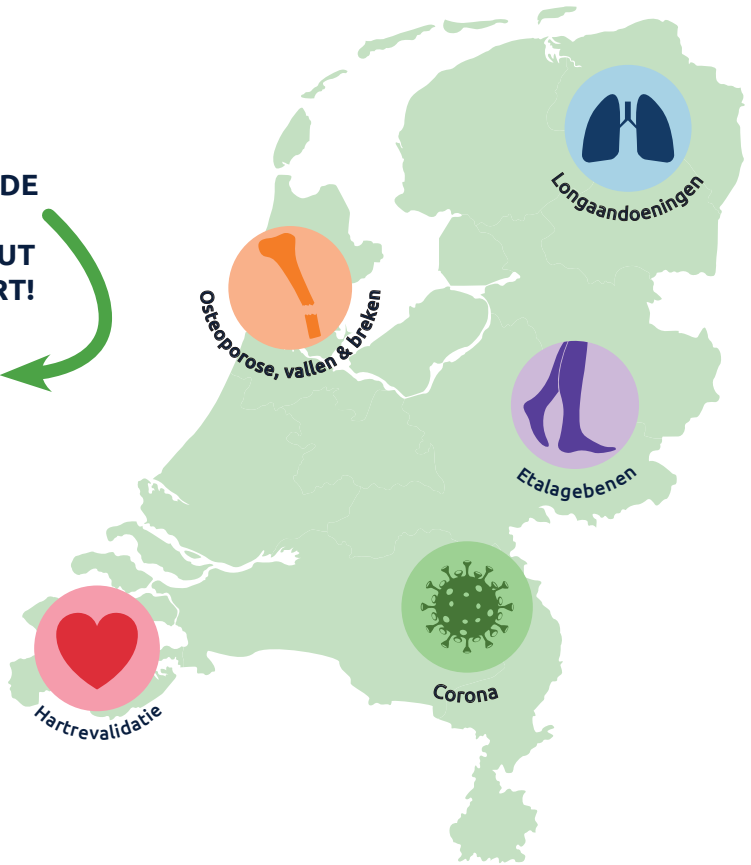 DE
UT
RT!
Longaandoeningen
Osteoporose, vallen & breken
Etalagebenen
Corona
Hartrevalidatie